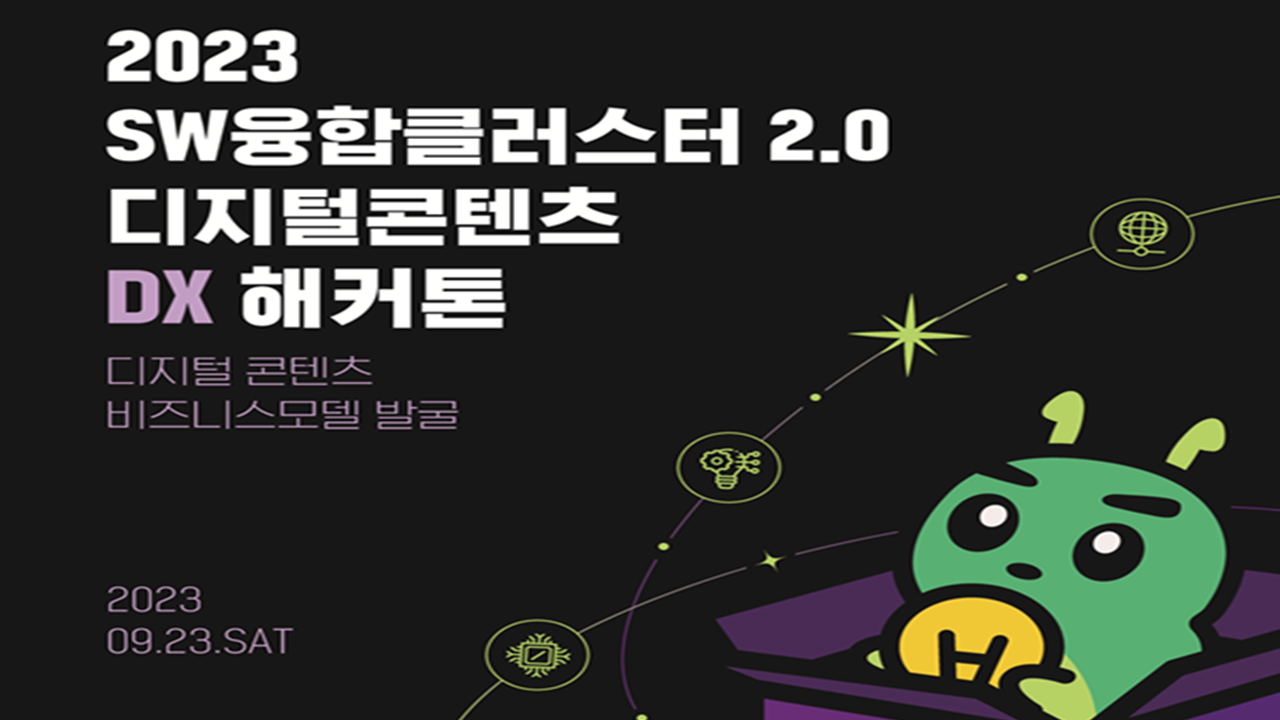 2023
SW융합클러스터 2.0
디지털콘텐츠
DX 해커톤
디지털 콘텐츠
비즈니스모델 발굴
2023
09.23.SAT